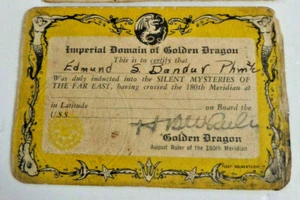 Imperial Domain of Golden Dragon
This is to certify that
Edmund S. Dandur Phm
Was duly inducted into the SILENT MYSTERIES OF
THE FAR EAST, having crossed the 180th Meridian at
in Latitude on Board the
U.S.S.
Golden Dragon
August Ruler of the 180th Meridian